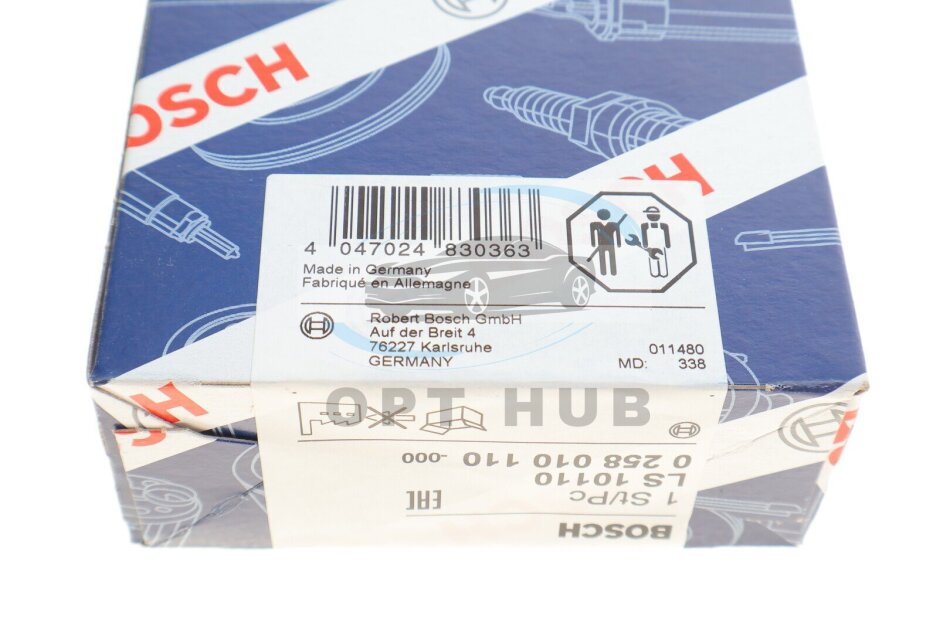 BOSCH
4 047024 830363
Made in Germany
Fabriqué en Allemagne
Robert Bosch GmbH
Auf der Breit 4
76227 Karlsruhe
GERMANY
011480
MD: 338
OPT HUB
BOSCH
1 St/Pc
LS 10110
0 258 010 110 -000